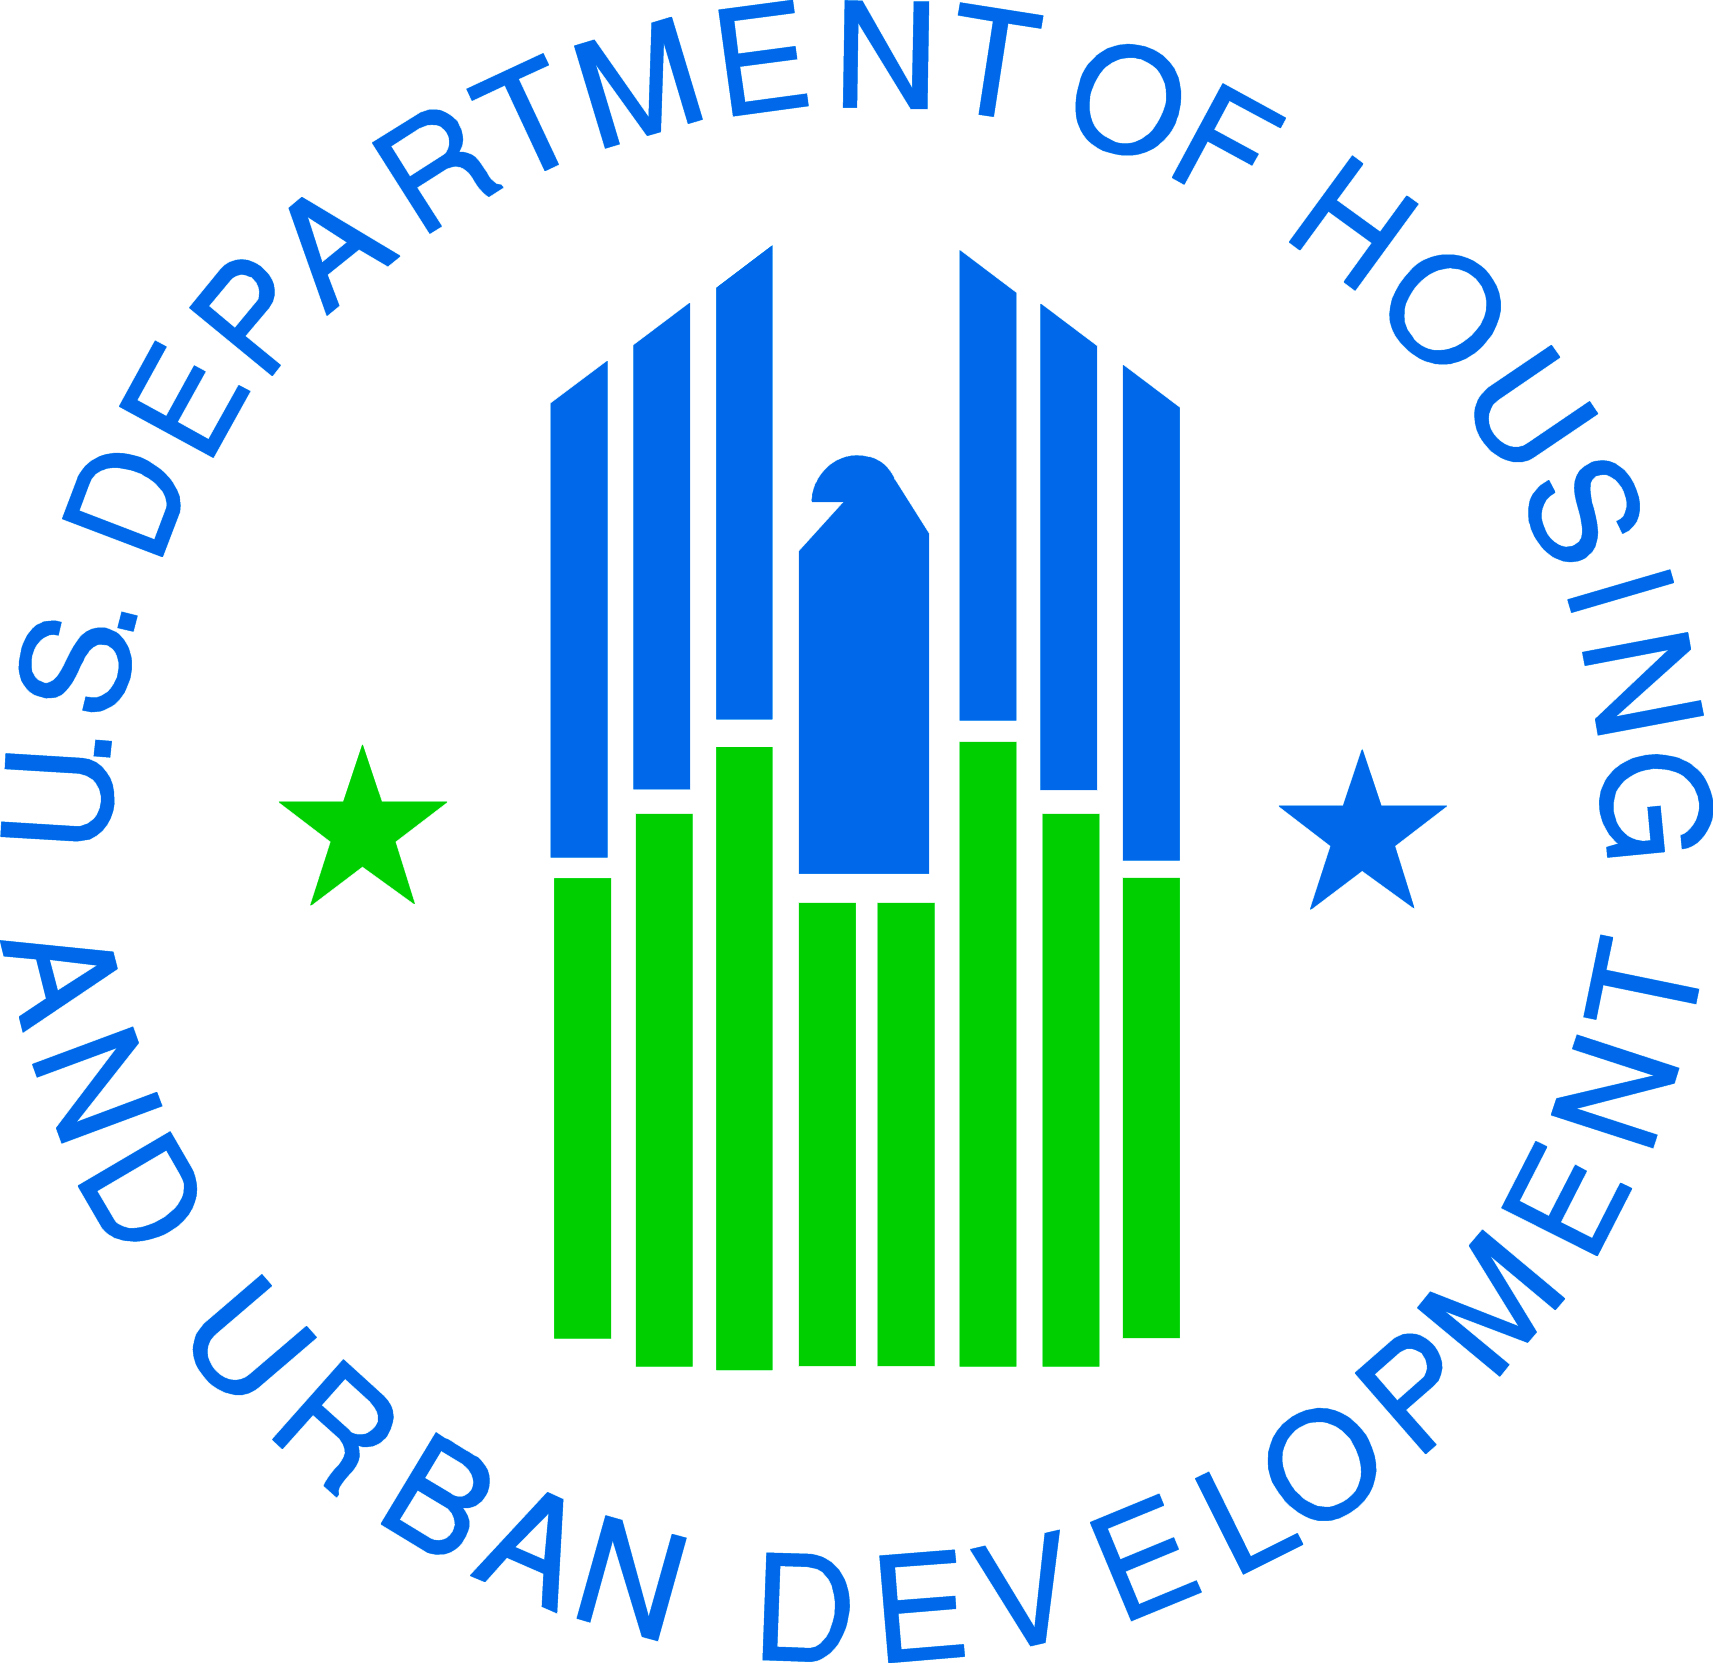 U.S. DEPARTMENT OF HOUSING
AND URBAN DEVELOPMENT